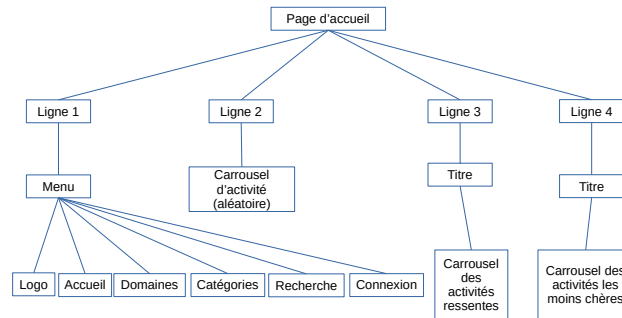 Page d'accueil
Ligne 1
Ligne 2
Ligne 3
Ligne 4
Menu
Carrousel
d'activité
(aléatoire)
Titre
Titre
Logo
Accueil
Domaines
Catégories
Recherche
Connexion
Carrousel
des
activités
ressentes
Carrousel des
activités les
moins chères